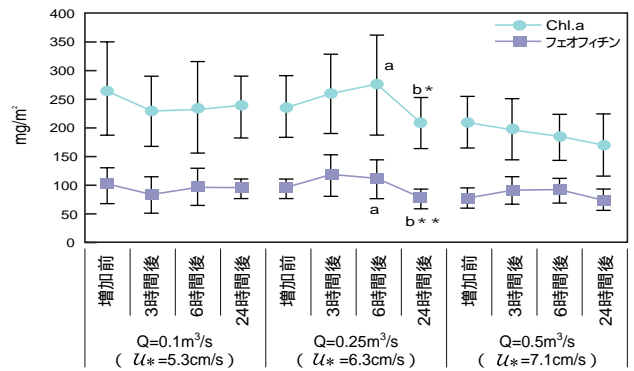 mg/m²
400
350
300
250
200
150
100
50
0
Chl.a
フェオフィチン
a
b*
a
b**
増加前
3時間後
6時間後
24時間後
増加前
3時間後
6時間後
24時間後
増加前
3時間後
6時間後
24時間後
Q=0.1m³/s
( U*=5.3cm/s)
Q=0.25m³/s
( U*=6.3cm/s)
Q=0.5m³/s
( U*=7.1cm/s)